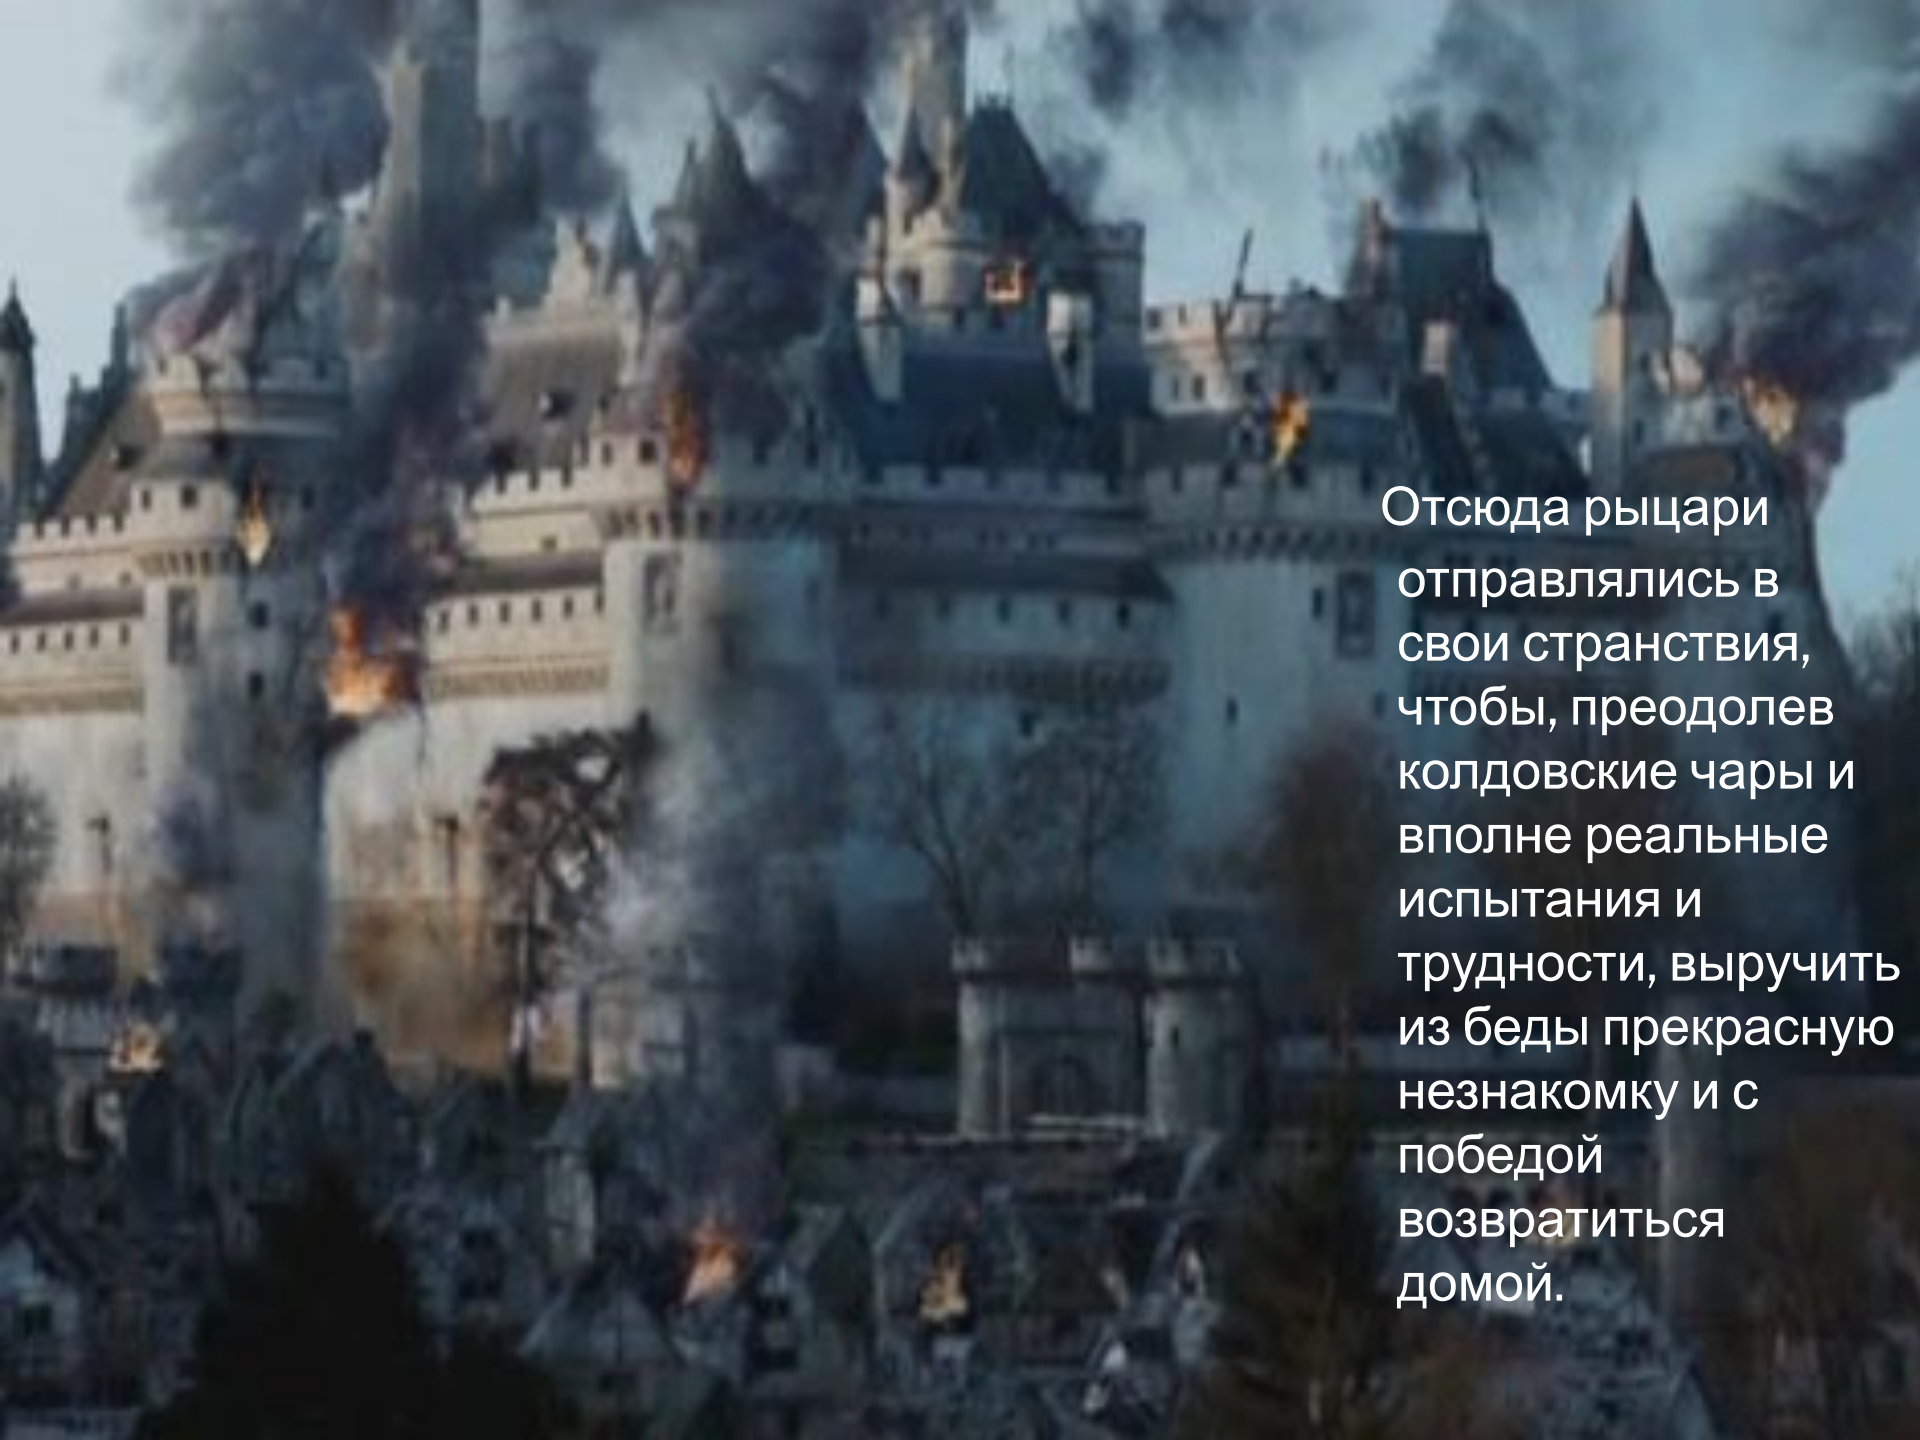 Отсюда рыцари
отправлялись в
свои странствия,
чтобы, преодолев
колдовские чары и
вполне реальные
испытания и
трудности, выручить
из беды прекрасную
незнакомку и с
победой
возвратиться
домой.